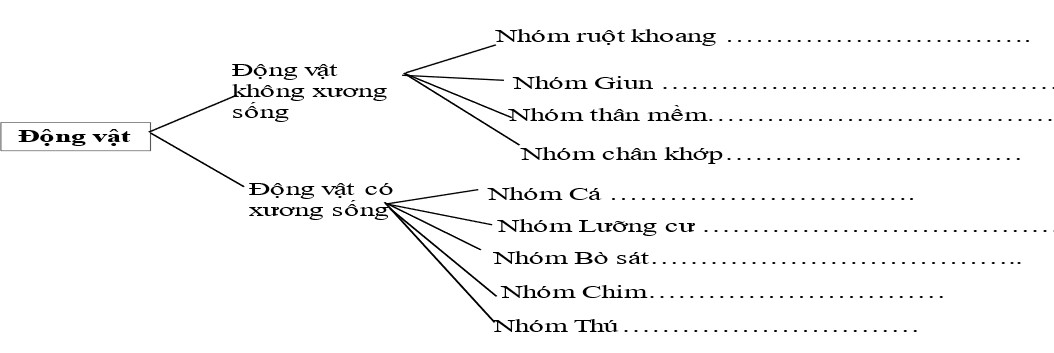 Nhóm ruột khoang …………………………….
Động vật
không xương
sống
Nhóm Giun ……………………………………
Nhóm thân mềm…………………………………
Động vật
Nhóm chân khớp……………………………
Động vật có
xương sống
Nhóm Cá …………………………….
Nhóm Lưỡng cư …………………………………
Nhóm Bò sát…………………………………..
Nhóm Chim……………………………
Nhóm Thú……………………………